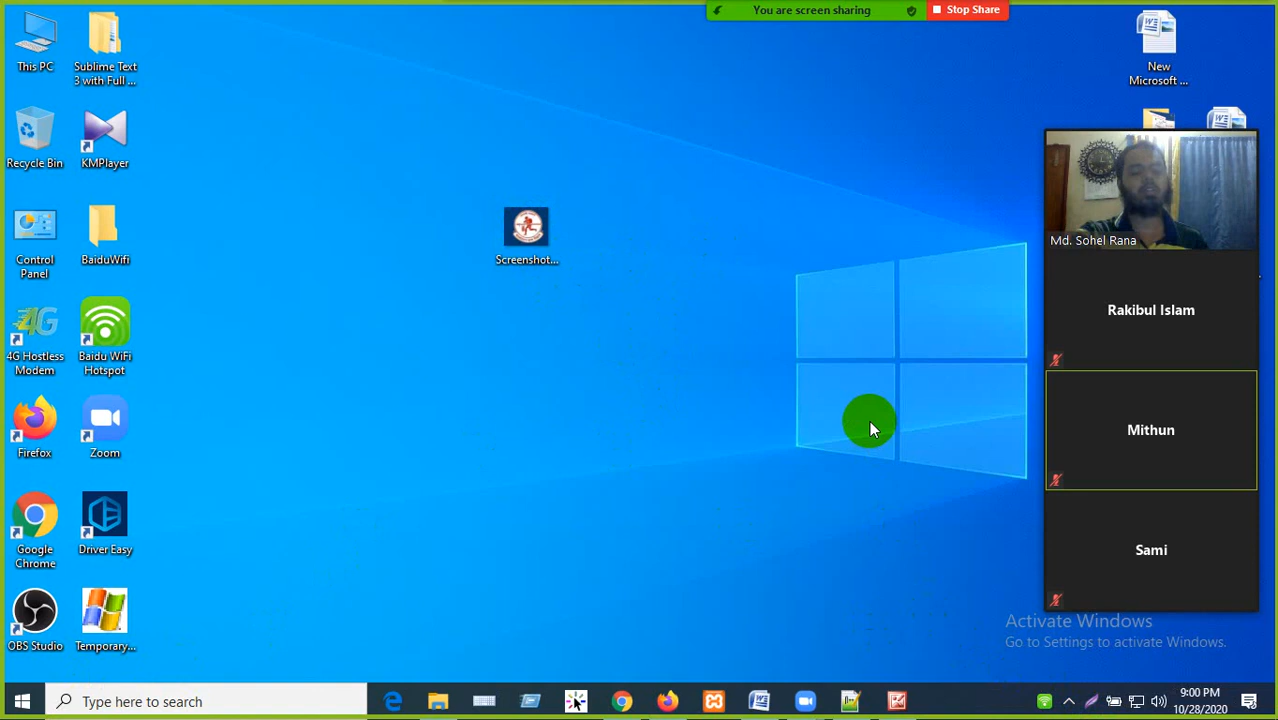 You are screen sharing
Stop Share
This PC
Sublime Text
3 with Full ...
New
Microsoft ...
Recycle Bin
KMPlayer
Md. Sohel Rana
Control
Panel
BaiduWifi
Screenshot...
Rakibul Islam
4G
4G Hostless
Modem
Baidu WiFi
Hotspot
Firefox
Zoom
Mithun
Google
Chrome
Driver Easy
Sami
OBS Studio
Temporary...
Activate Windows
Go to Settings to activate Windows.
Type here to search
9:00 PM
10/28/2020